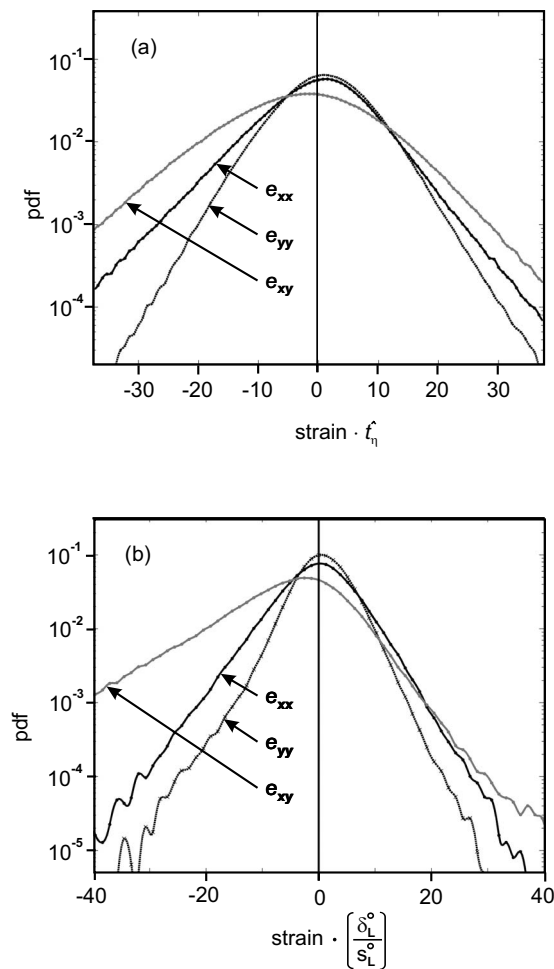 (a)
10⁻¹
10⁻²
10⁻³
10⁻⁴
pdf
e_xx
e_yy
e_xy
-30 -20 -10 0 10 20 30
strain · t̂_η
(b)
10⁻¹
10⁻²
10⁻³
10⁻⁴
10⁻⁵
pdf
e_xx
e_yy
e_xy
-40 -20 0 20 40
strain · [δ°_L / s°_L]